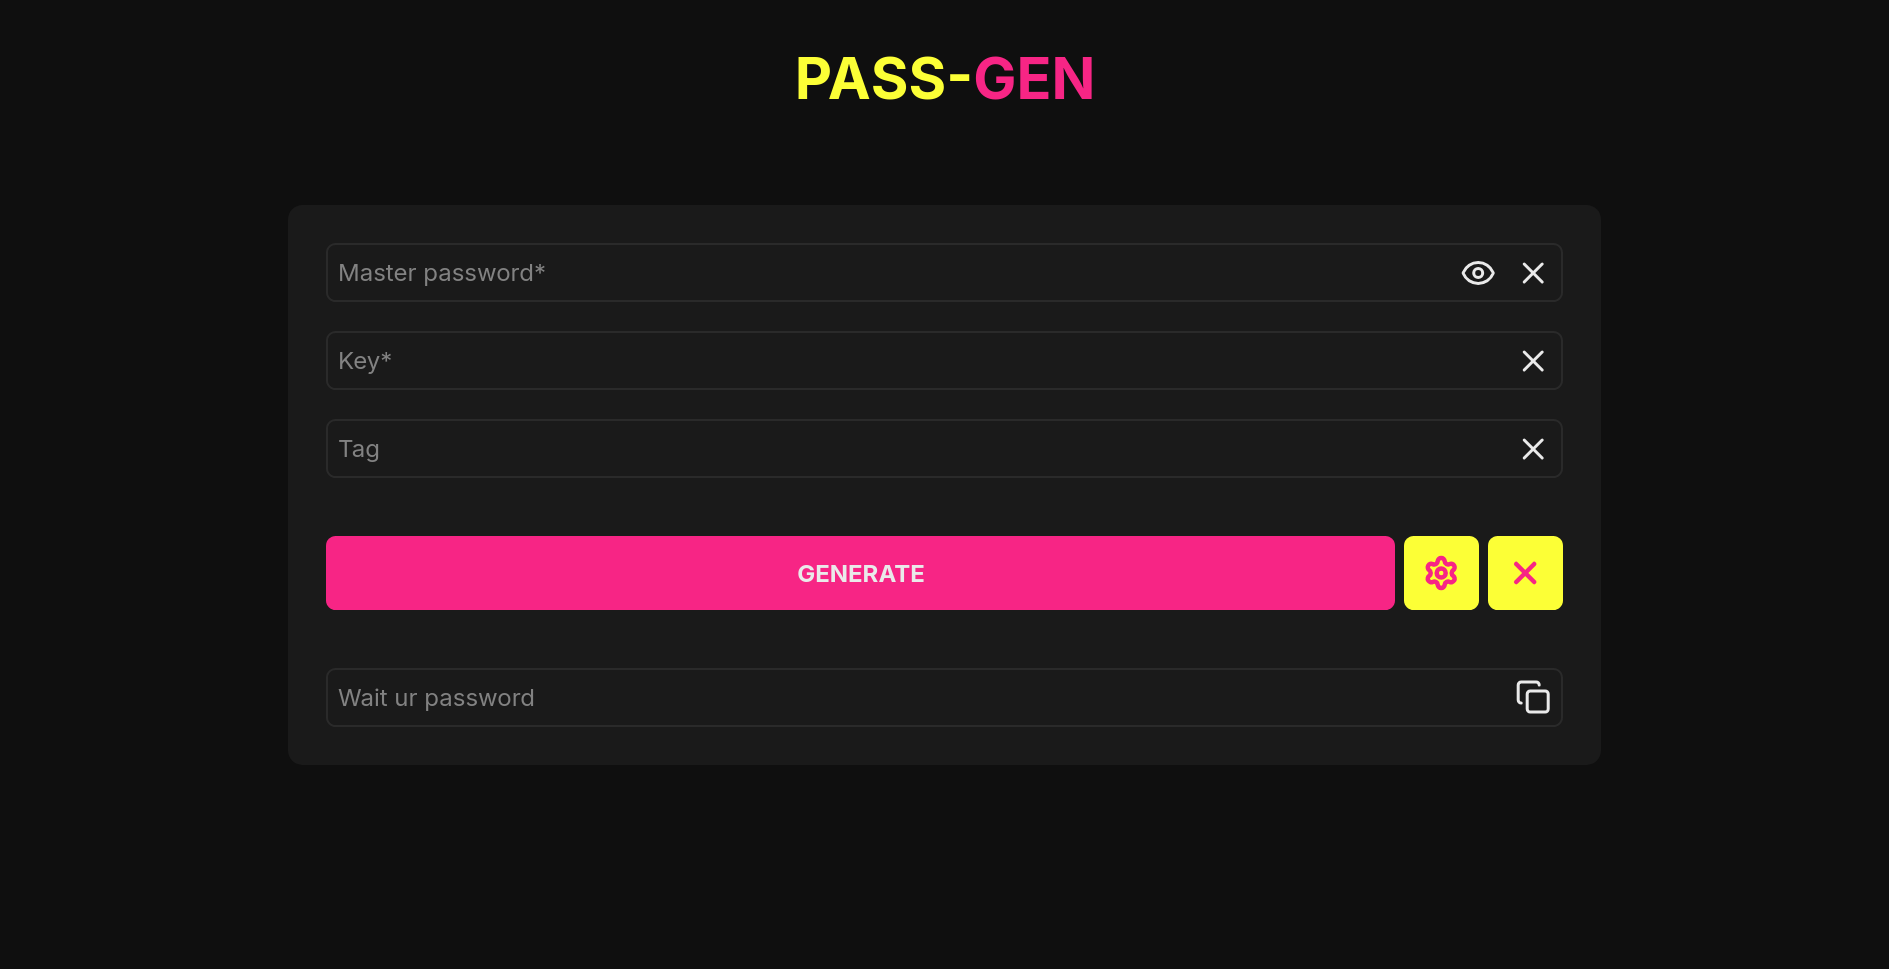 PASS-GEN
Master password*
Key*
Tag
GENERATE
Wait ur password